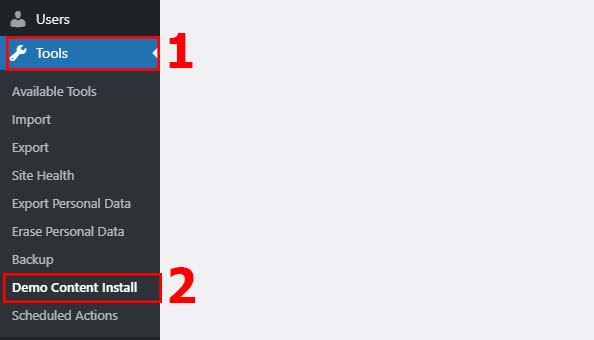 Users
Tools
1
Available Tools
Import
Export
Site Health
Export Personal Data
Erase Personal Data
Backup
Demo Content Install
2
Scheduled Actions